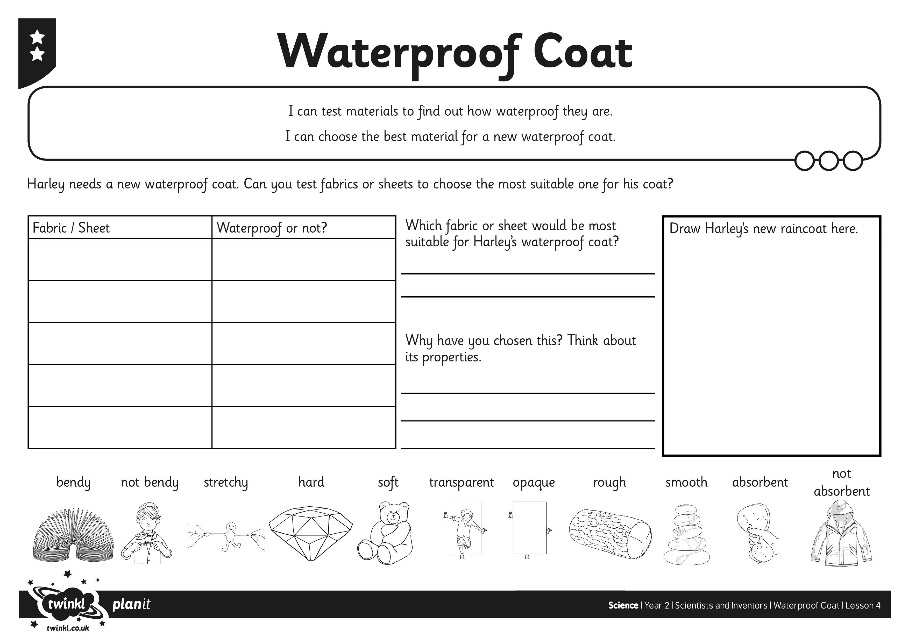 Waterproof Coat
I can test materials to find out how waterproof they are.
I can choose the best material for a new waterproof coat.
Harley needs a new waterproof coat. Can you test fabrics or sheets to choose the most suitable one for his coat?
Fabric / Sheet
Waterproof or not?
Which fabric or sheet would be most
suitable for Harley's waterproof coat?
Why have you chosen this? Think about
its properties.
Draw Harley's new raincoat here.
bendy
not bendy
stretchy
hard
soft
transparent
opaque
rough
smooth
absorbent
not
absorbent
twinkl
planit
twinkl.co.uk
Science | Year 2 | Scientists and Inventors | Waterproof Coat | Lesson 4